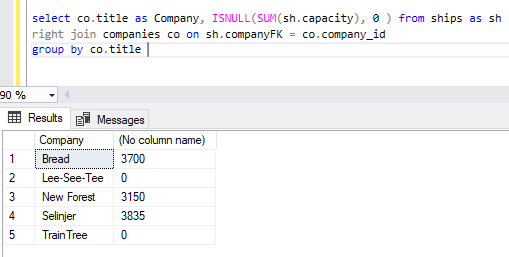 select co.title as Company, ISNULL(SUM(sh.capacity), 0 ) from ships as sh
right join companies co on sh.companyFK = co.company_id
group by co.title
90 %
Results Messages
Company (No column name)
1 Bread 3700
2 Lee-See-Tee 0
3 New Forest 3150
4 Selinjer 3835
5 TrainTree 0